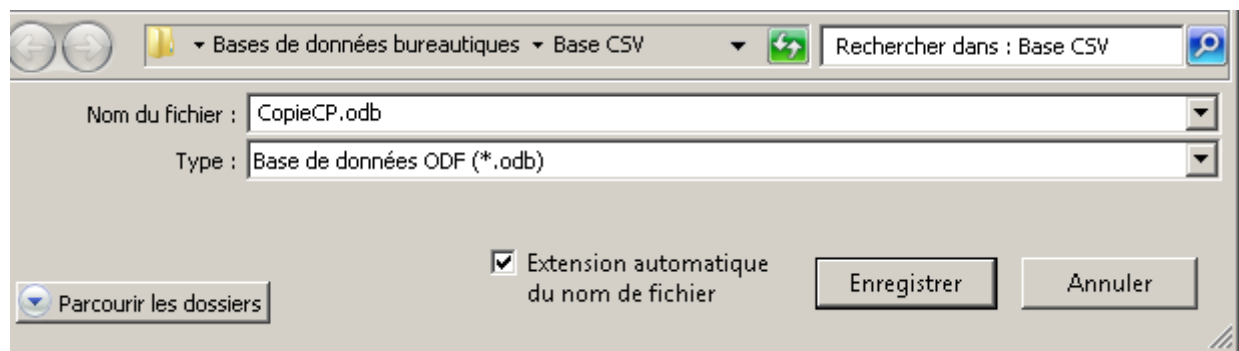 Bases de données bureautiques Base CSV
Rechercher dans : Base CSV
Nom du fichier : CopieCP.odb
Type : Base de données ODF (*.odb)
Extension automatique
du nom de fichier
Enregistrer
Annuler
Parcourir les dossiers